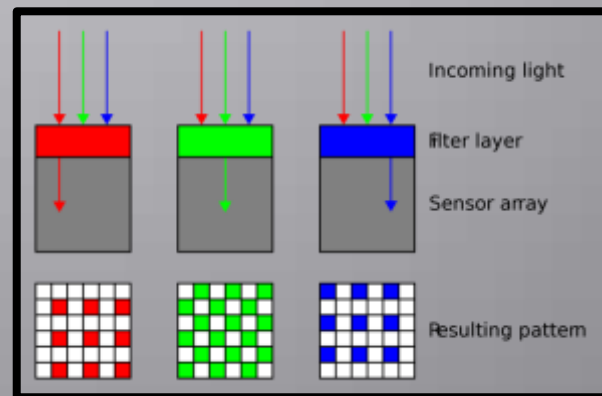 Incoming light
Filter layer
Sensor array
Resulting pattern